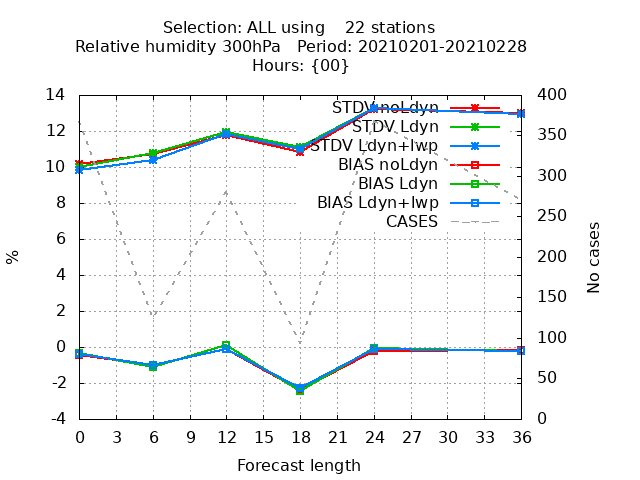 Selection: ALL using    22 stations
Relative humidity 300hPa   Period: 20210201-20210228
Hours: {00}
14
12
10
8
6
4
2
0
-2
-4
%
400
350
300
250
200
150
100
50
0
No cases
STDV noLdyn
STDV Ldyn
STDV Ldyn+lwp
BIAS noLdyn
BIAS Ldyn
BIAS Ldyn+lwp
CASES
0 3 6 9 12 15 18 21 24 27 30 33 36
Forecast length